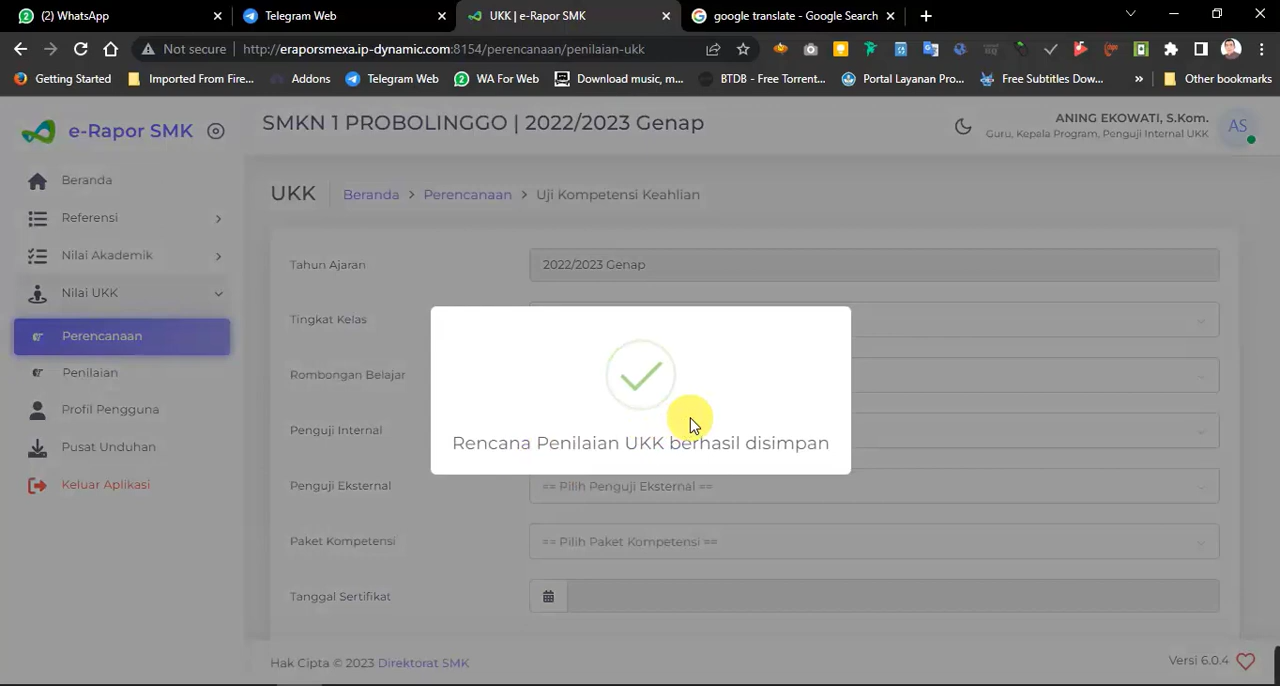 (2) WhatsApp
Telegram Web
UKK | e-Rapor SMK
google translate - Google Search
Not secure | http://eraporsmexa.ip-dynamic.com:8154/perencanaan/penilaian-ukk
Getting Started
Imported From Fire...
Addons
Telegram Web
WA For Web
Download music, m...
BTDB - Free Torrent...
Portal Layanan Pro...
Free Subtitles Dow...
»
Other bookmarks
e-Rapor SMK
SMKN 1 PROBOLINGGO | 2022/2023 Genap
ANING EKOWATI, S.Kom.
Guru, Kepala Program, Penguji Internal UKK
AS
Beranda
Referensi
Nilai Akademik
Nilai UKK
Perencanaan
Penilaian
Profil Pengguna
Pusat Unduhan
Keluar Aplikasi
UKK
Beranda > Perencanaan > Uji Kompetensi Keahlian
Tahun Ajaran
2022/2023 Genap
Tingkat Kelas
Rombongan Belajar
Penguji Internal
Penguji Eksternal
== Pilih Penguji Eksternal ==
Paket Kompetensi
== Pilih Paket Kompetensi ==
Tanggal Sertifikat
Rencana Penilaian UKK berhasil disimpan
Hak Cipta © 2023 Direktorat SMK
Versi 6.0.4